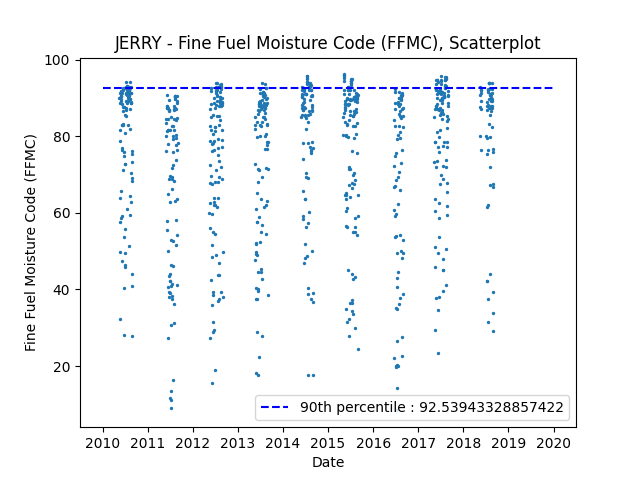 JERRY - Fine Fuel Moisture Code (FFMC), Scatterplot
Fine Fuel Moisture Code (FFMC)
100
80
60
40
20
90th percentile : 92.53943328857422
2010 2011 2012 2013 2014 2015 2016 2017 2018 2019 2020
Date